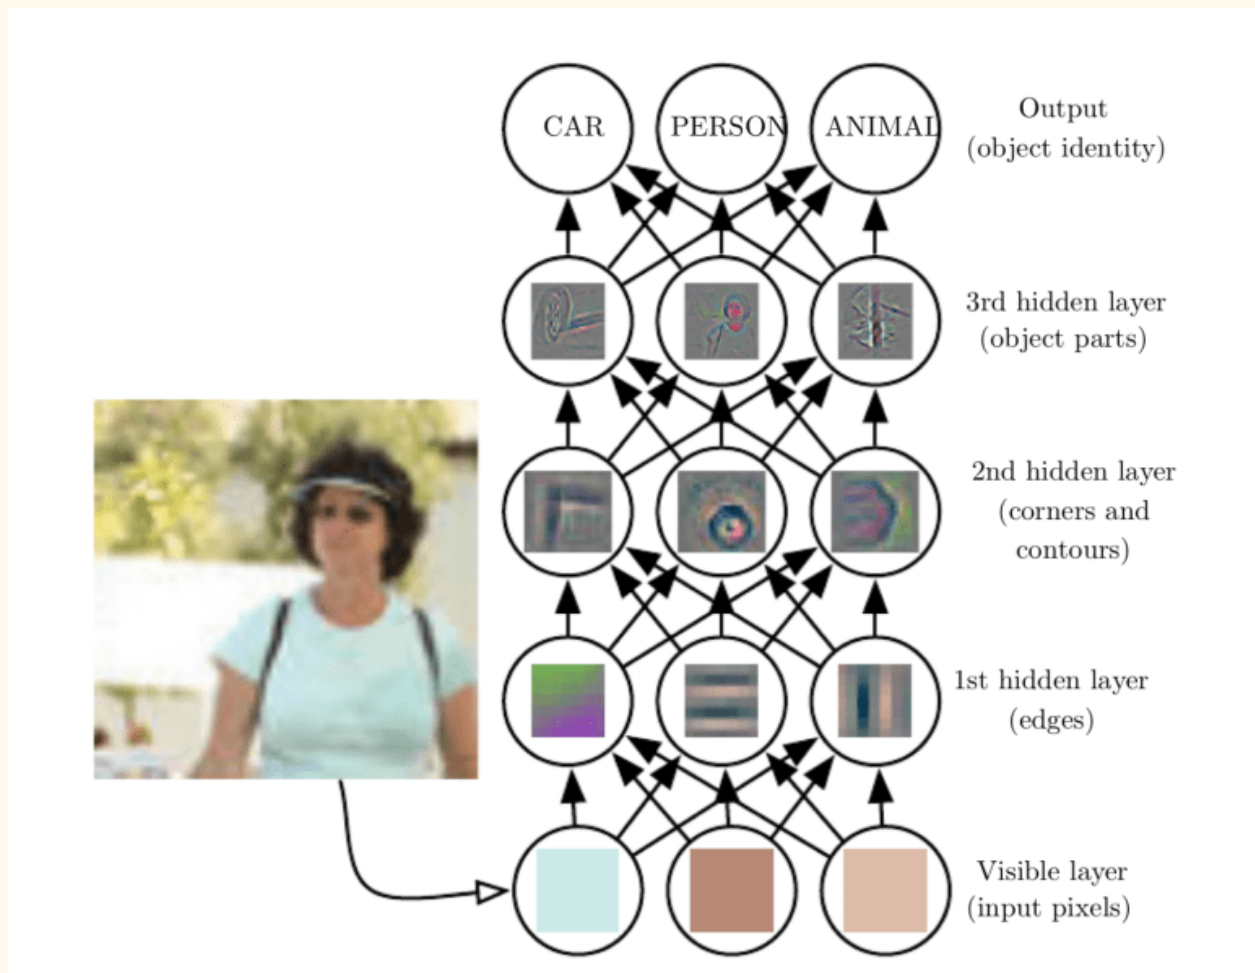 CAR PERSON ANIMAL
Output
(object identity)
3rd hidden layer
(object parts)
2nd hidden layer
(corners and
contours)
1st hidden layer
(edges)
Visible layer
(input pixels)